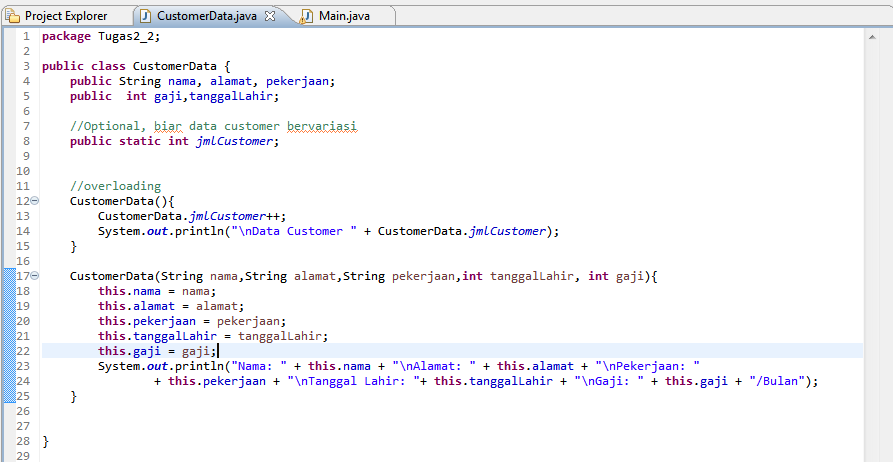 Project Explorer CustomerData.java Main.java
1 package Tugas2_2;
2
3 public class CustomerData {
4 public String nama, alamat, pekerjaan;
5 public  int gaji,tanggalLahir;
6
7 //Optional, biar data customer bervariasi
8 public static int jmlCustomer;
9
10
11 //overloading
12 CustomerData(){
13 CustomerData.jmlCustomer++;
14 System.out.println("\nData Customer " + CustomerData.jmlCustomer);
15 }
16
17 CustomerData(String nama,String alamat,String pekerjaan,int tanggalLahir, int gaji){
18 this.nama = nama;
19 this.alamat = alamat;
20 this.pekerjaan = pekerjaan;
21 this.tanggalLahir = tanggalLahir;
22 this.gaji = gaji;
23 System.out.println("Nama: " + this.nama + "\nAlamat: " + this.alamat + "\nPekerjaan: "
24 + this.pekerjaan + "\nTanggal Lahir: "+ this.tanggalLahir + "\nGaji: " + this.gaji + "/Bulan");
25 }
26
27
28 }
29